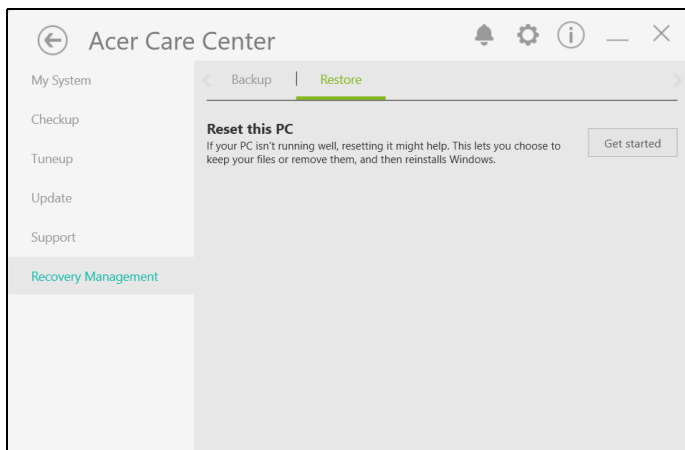 Acer Care Center
My System
Checkup
Tuneup
Update
Support
Recovery Management
Backup | Restore
Reset this PC
If your PC isn't running well, resetting it might help. This lets you choose to
keep your files or remove them, and then reinstalls Windows.
Get started